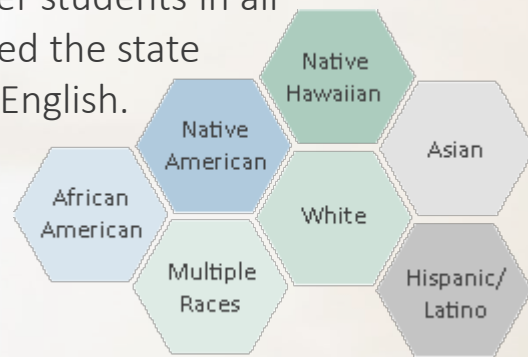 er students in all
ed the state
English.
Native
Hawaiian
Native
American
Asian
African
American
White
Multiple
Races
Hispanic/
Latino